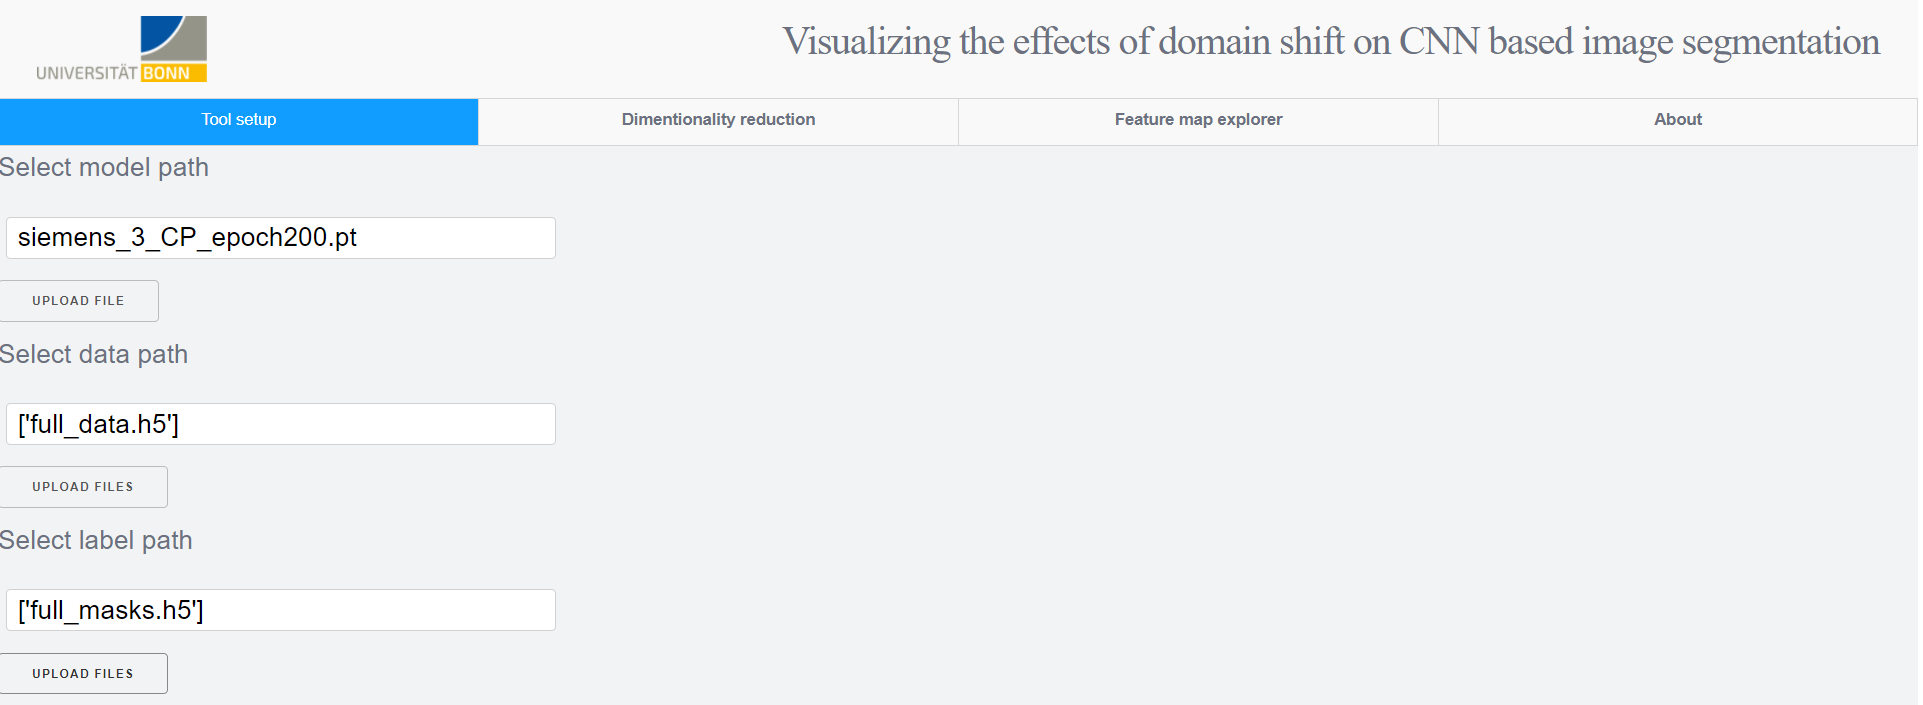 UNIVERSITÄT BONN
Visualizing the effects of domain shift on CNN based image segmentation
Tool setup
Dimentionality reduction
Feature map explorer
About
Select model path
siemens_3_CP_epoch200.pt
UPLOAD FILE
Select data path
['full_data.h5']
UPLOAD FILES
Select label path
['full_masks.h5']
UPLOAD FILES